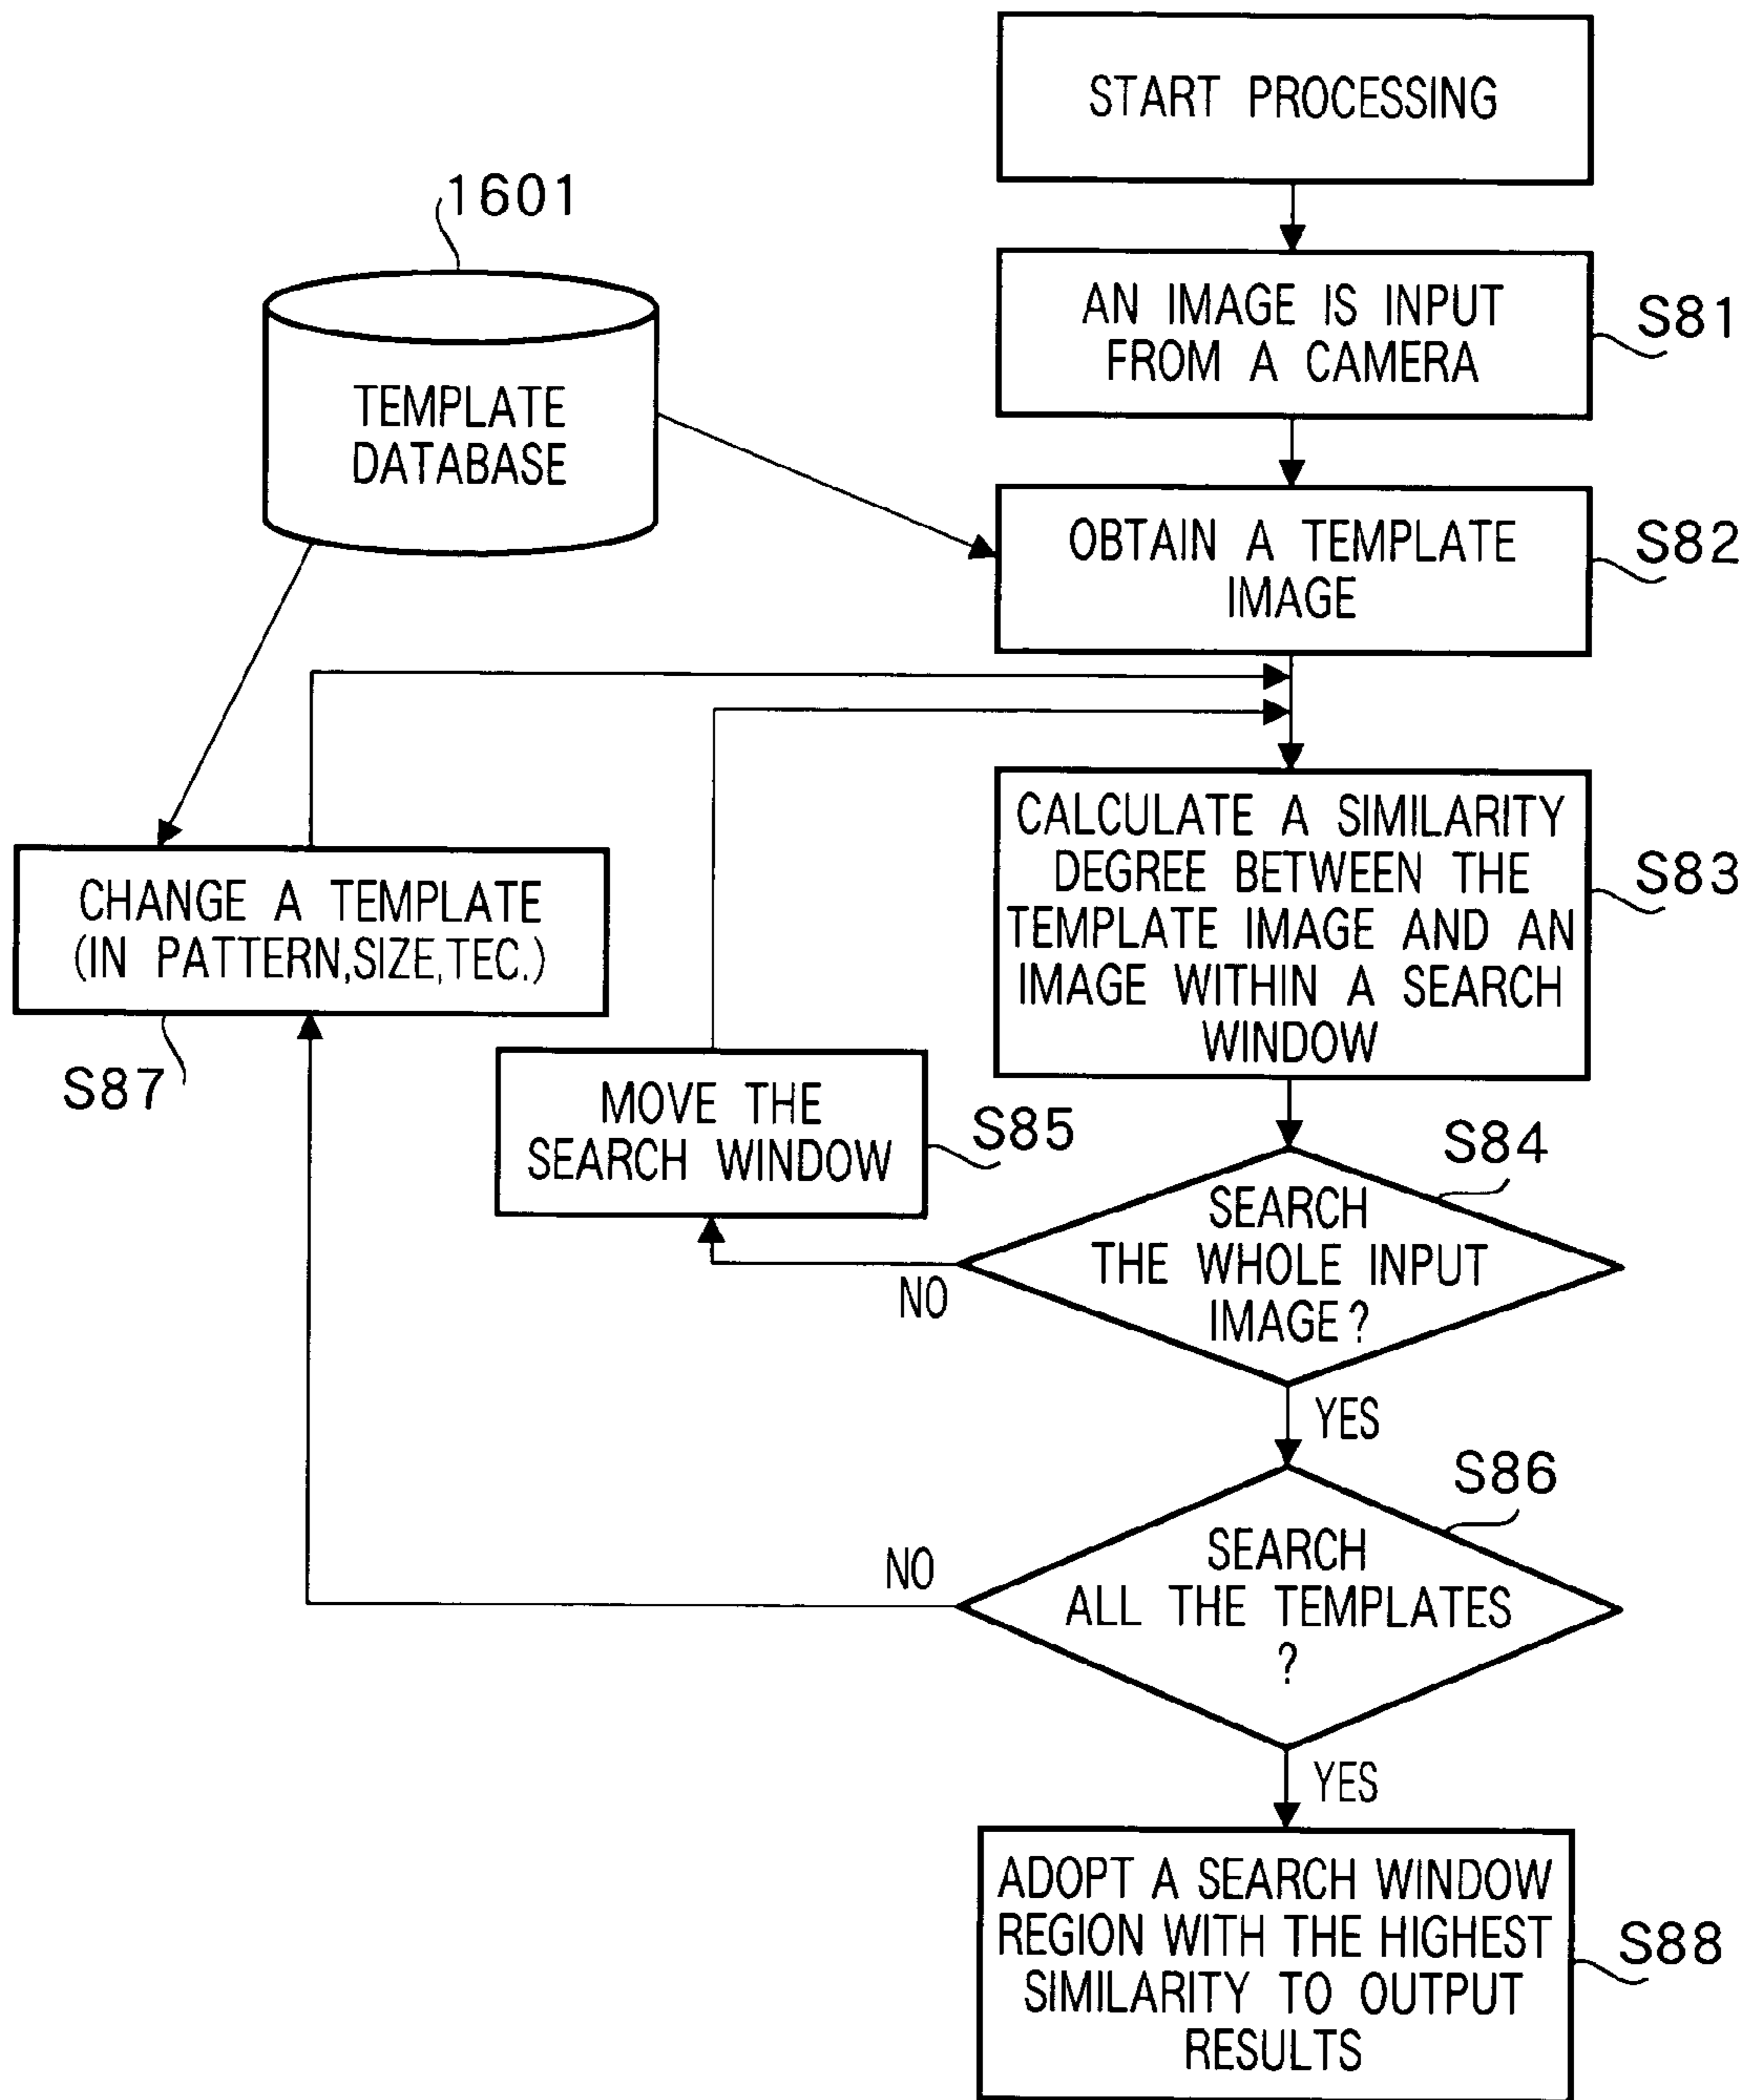 START PROCESSING
1601
AN IMAGE IS INPUT
FROM A CAMERA
S81
TEMPLATE
DATABASE
OBTAIN A TEMPLATE
IMAGE
S82
CALCULATE A SIMILARITY
DEGREE BETWEEN THE
TEMPLATE IMAGE AND AN
IMAGE WITHIN A SEARCH
WINDOW
S83
CHANGE A TEMPLATE
(IN PATTERN,SIZE,TEC.)
S87
MOVE THE
SEARCH WINDOW
S85
S84
SEARCH
THE WHOLE INPUT
IMAGE?
NO
YES
S86
SEARCH
ALL THE TEMPLATES
?
NO
YES
ADOPT A SEARCH WINDOW
REGION WITH THE HIGHEST
SIMILARITY TO OUTPUT
RESULTS
S88